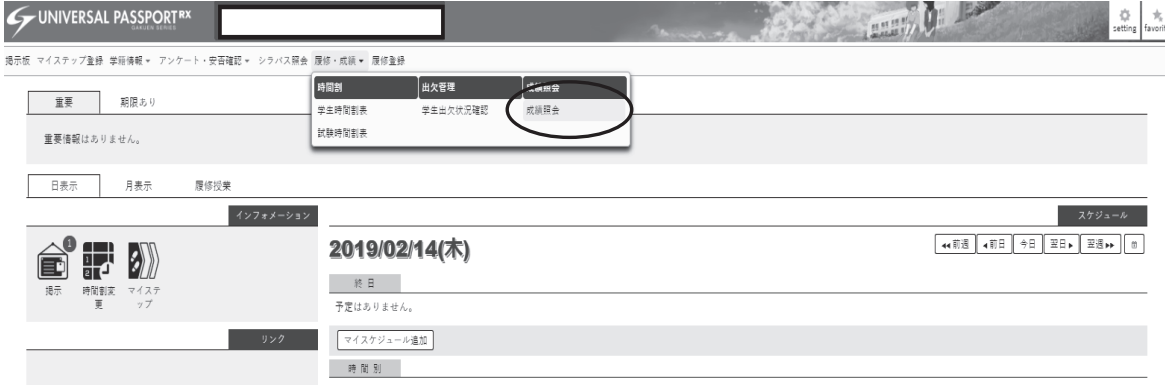 UNIVERSAL PASSPORT RX
GAKUEN SERIES
setting favorit
掲示板 マイステップ登録 学籍情報▼ アンケート・安否確認▼ シラバス照会 履修・成績▼ 履修登録
時間割 出欠管理 成績照会
学生時間割表 学生出欠状況確認 成績照会
試験時間割表
重要 期限あり
重要情報はありません。
日表示 月表示 履修授業
インフォメーション スケジュール
1
2019/02/14(木) ◀◀前週 ◀前日 今日 翌日▶ 翌週▶▶
掲示 時間割変更 マイステップ
終日
予定はありません。
リンク マイスケジュール追加
時間別